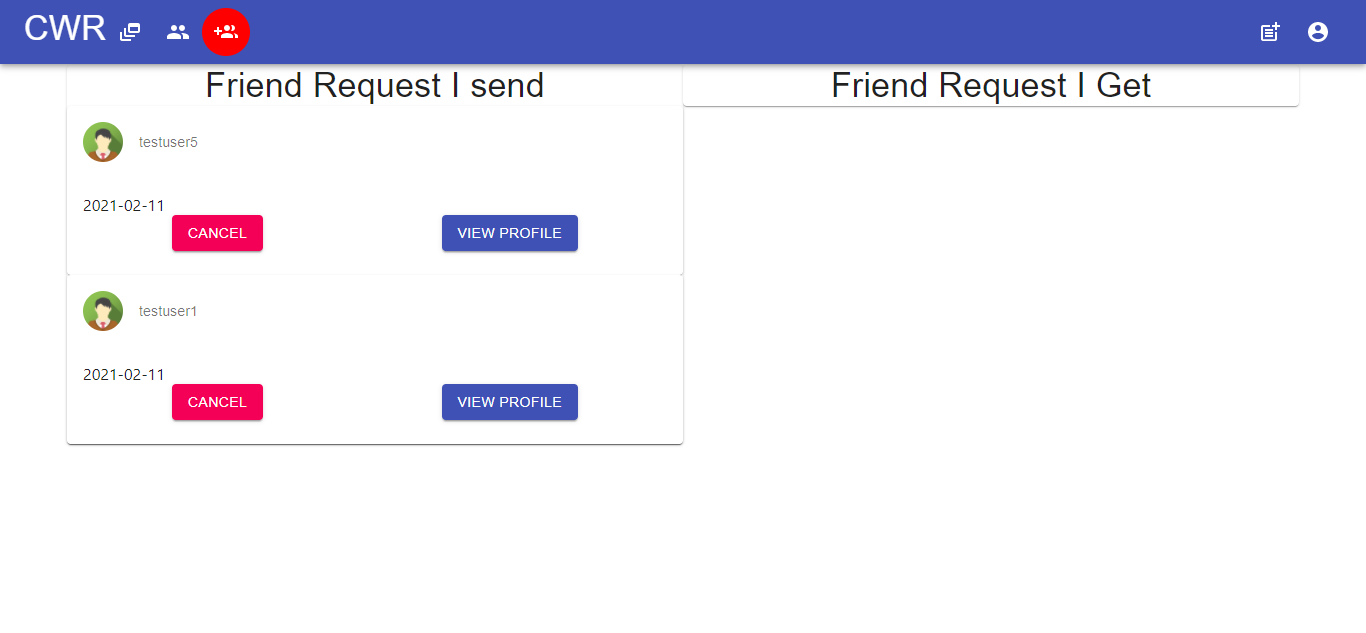 CWR
Friend Request I send
testuser5
2021-02-11
CANCEL VIEW PROFILE
testuser1
2021-02-11
CANCEL VIEW PROFILE
Friend Request I Get